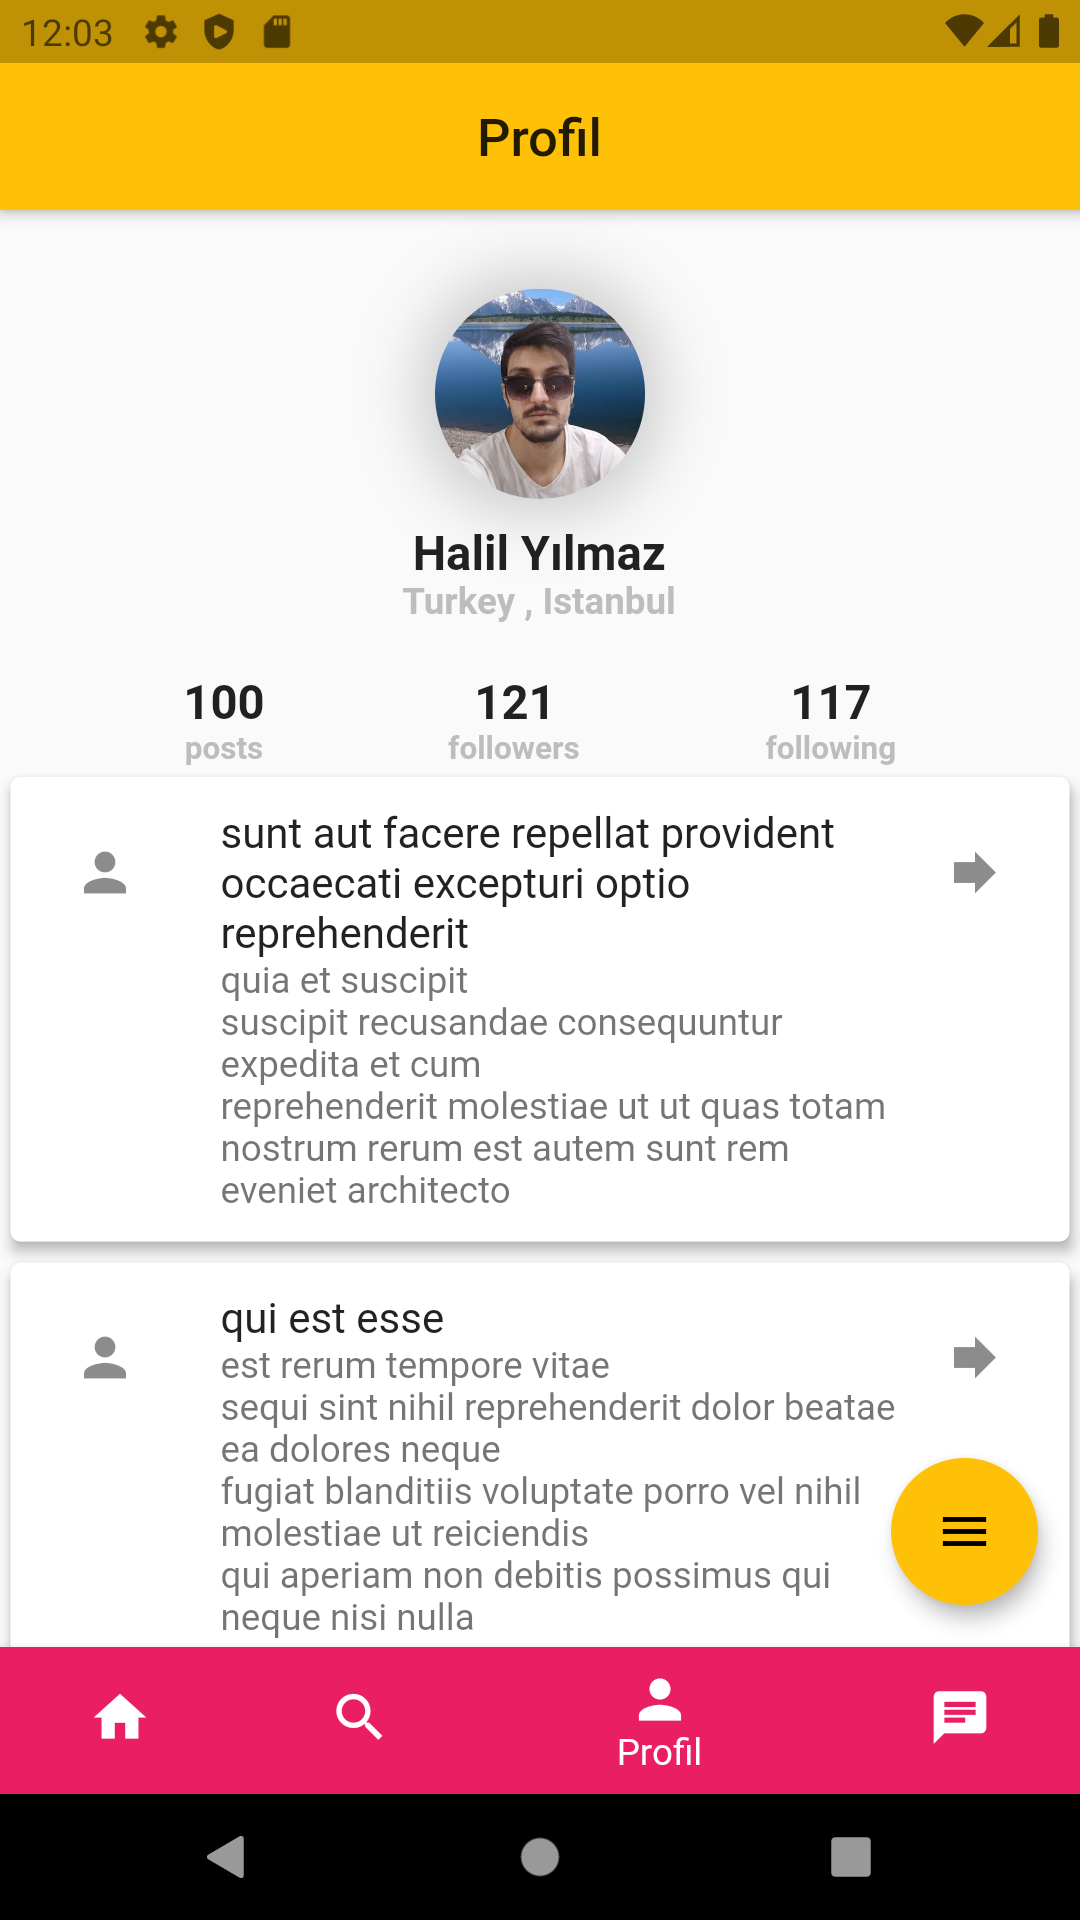 12:03
Profil
Halil Yılmaz
Turkey , Istanbul
100 121 117
posts followers following
sunt aut facere repellat provident
occaecati excepturi optio
reprehenderit
quia et suscipit
suscipit recusandae consequuntur
expedita et cum
reprehenderit molestiae ut ut quas totam
nostrum rerum est autem sunt rem
eveniet architecto
qui est esse
est rerum tempore vitae
sequi sint nihil reprehenderit dolor beatae
ea dolores neque
fugiat blanditiis voluptate porro vel nihil
molestiae ut reiciendis
qui aperiam non debitis possimus qui
neque nisi nulla
Profil